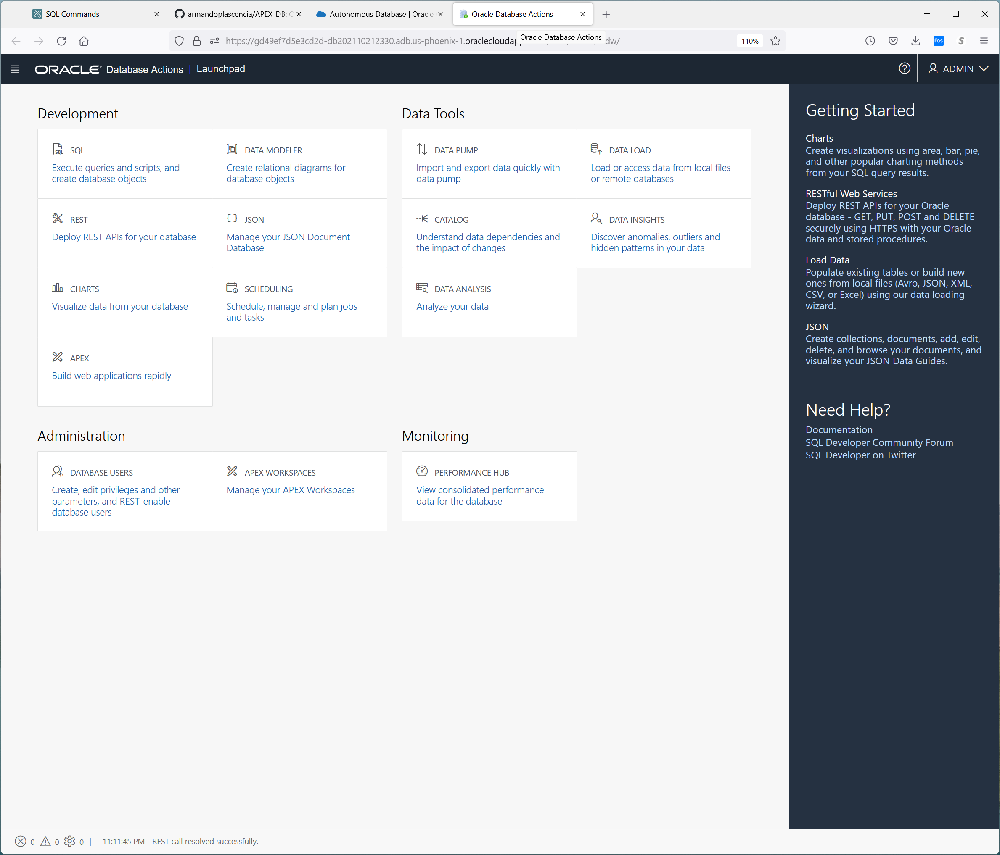 SQL Commands
armandoplascencia/APEX_DB: O
Autonomous Database | Oracle
Oracle Database Actions
https://gd49ef7d5e3cd2d-db202110212330.adb.us-phoenix-1.oraclecloudap
Oracle Database Actions
dw/
110%
fos
S
ORACLE Database Actions | Launchpad
ADMIN
Development
SQL
Execute queries and scripts, and
create database objects
DATA MODELER
Create relational diagrams for
database objects
REST
Deploy REST APIs for your database
JSON
Manage your JSON Document
Database
CHARTS
Visualize data from your database
SCHEDULING
Schedule, manage and plan jobs
and tasks
APEX
Build web applications rapidly
Data Tools
DATA PUMP
Import and export data quickly with
data pump
DATA LOAD
Load or access data from local files
or remote databases
CATALOG
Understand data dependencies and
the impact of changes
DATA INSIGHTS
Discover anomalies, outliers and
hidden patterns in your data
DATA ANALYSIS
Analyze your data
Administration
DATABASE USERS
Create, edit privileges and other
parameters, and REST-enable
database users
APEX WORKSPACES
Manage your APEX Workspaces
Monitoring
PERFORMANCE HUB
View consolidated performance
data for the database
Getting Started
Charts
Create visualizations using area, bar, pie,
and other popular charting methods
from your SQL query results.
RESTful Web Services
Deploy REST APIs for your Oracle
database - GET, PUT, POST and DELETE
securely using HTTPS with your Oracle
data and stored procedures.
Load Data
Populate existing tables or build new
ones from local files (Avro, JSON, XML,
CSV, or Excel) using our data loading
wizard.
JSON
Create collections, documents, add, edit,
delete, and browse your documents, and
visualize your JSON Data Guides.
Need Help?
Documentation
SQL Developer Community Forum
SQL Developer on Twitter
0 0 0 | 11:11:45 PM - REST call resolved successfully.